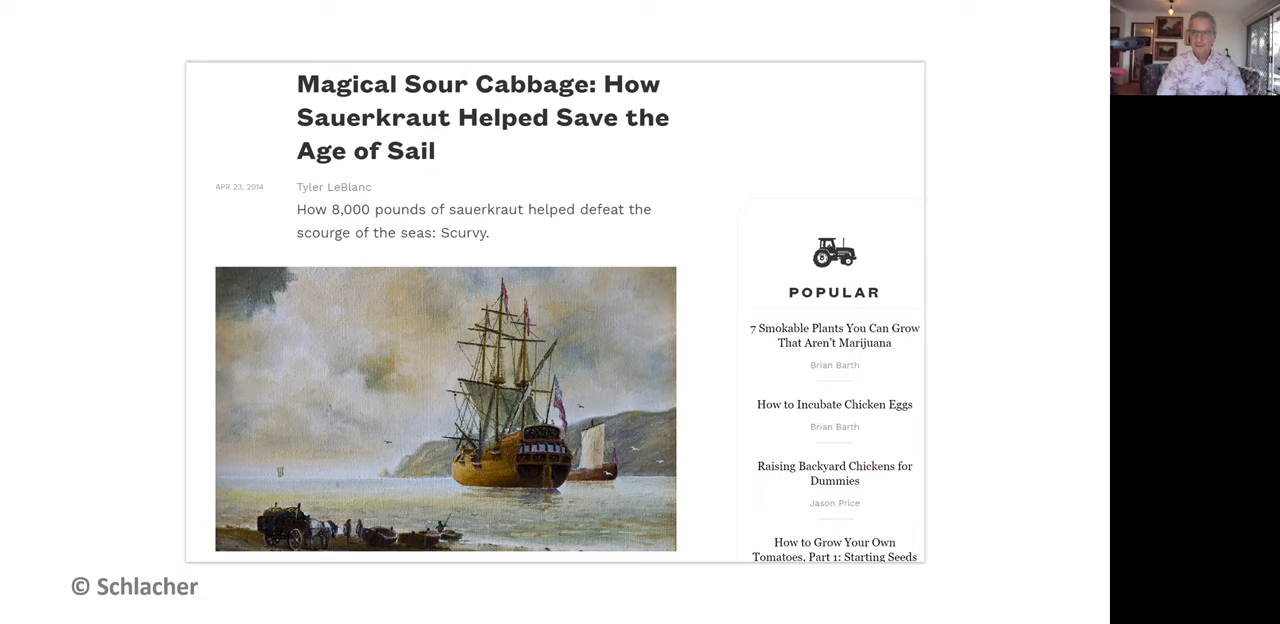 Magical Sour Cabbage: How
Sauerkraut Helped Save the
Age of Sail
APR 23, 2014
Tyler LeBlanc
How 8,000 pounds of sauerkraut helped defeat the
scourge of the seas: Scurvy.
POPULAR
7 Smokable Plants You Can Grow
That Aren't Marijuana
Brian Barth
How to Incubate Chicken Eggs
Brian Barth
Raising Backyard Chickens for
Dummies
Jason Price
How to Grow Your Own
Tomatoes, Part 1: Starting Seeds
© Schlacher